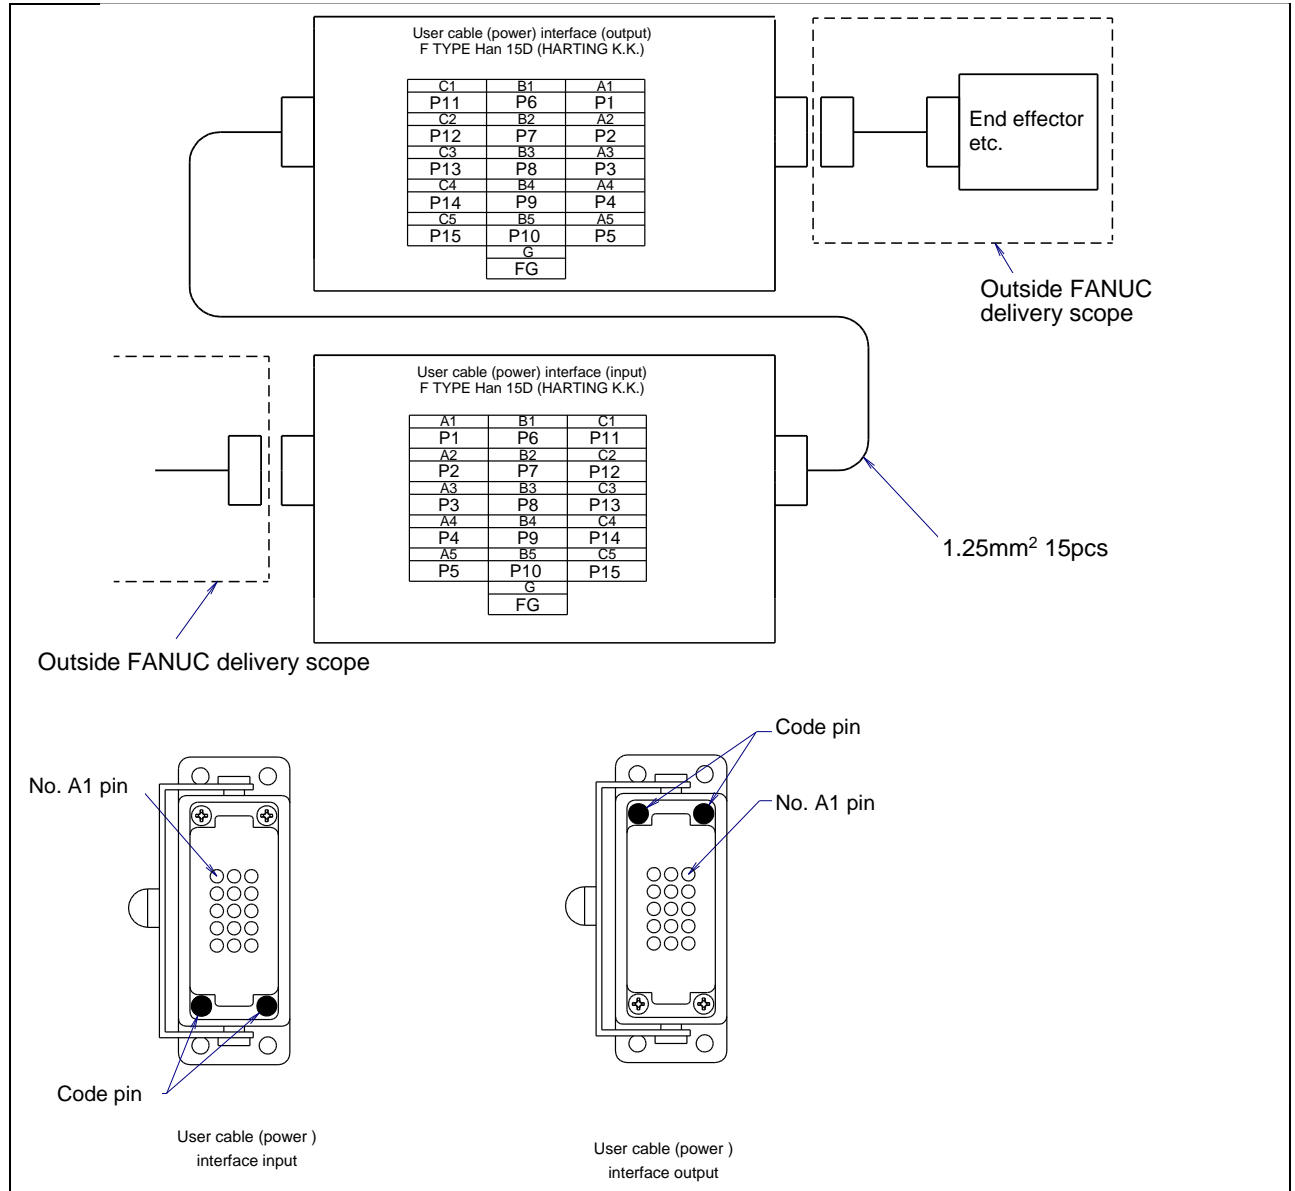 User cable (power) interface (output)
F TYPE Han 15D (HARTING K.K.)
C1 B1 A1
P11 P6 P1
C2 B2 A2
P12 P7 P2
C3 B3 A3
P13 P8 P3
C4 B4 A4
P14 P9 P4
C5 B5 A5
P15 P10 P5
G
FG
End effector
etc.
Outside FANUC
delivery scope
User cable (power) interface (input)
F TYPE Han 15D (HARTING K.K.)
A1 B1 C1
P1 P6 P11
A2 B2 C2
P2 P7 P12
A3 B3 C3
P3 P8 P13
A4 B4 C4
P4 P9 P14
A5 B5 C5
P5 P10 P15
G
FG
1.25mm² 15pcs
Outside FANUC delivery scope
No. A1 pin
Code pin
User cable (power )
interface input
Code pin
No. A1 pin
User cable (power )
interface output